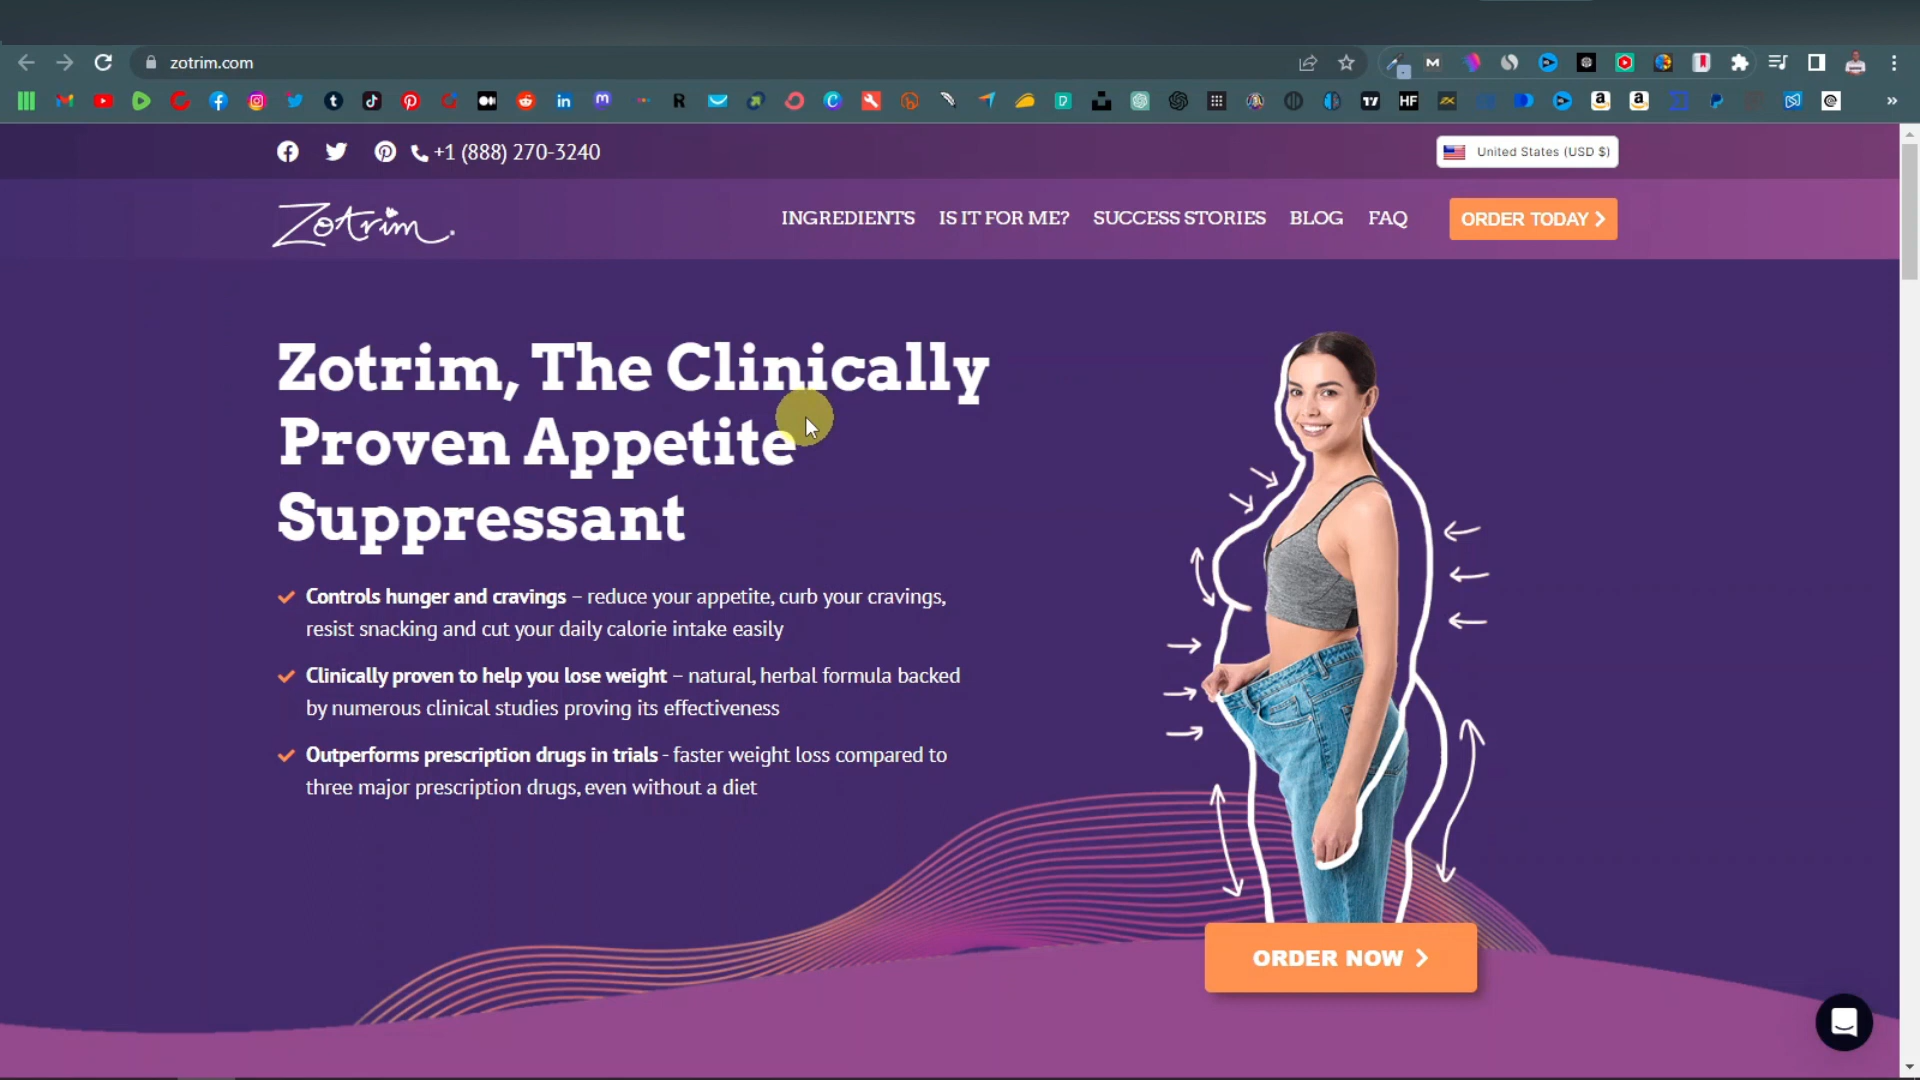 zotrim.com
+1 (888) 270-3240
United States (USD $)
Zotrim.
INGREDIENTS IS IT FOR ME? SUCCESS STORIES BLOG FAQ ORDER TODAY
Zotrim, The Clinically
Proven Appetite
Suppressant
Controls hunger and cravings – reduce your appetite, curb your cravings,
resist snacking and cut your daily calorie intake easily
Clinically proven to help you lose weight – natural, herbal formula backed
by numerous clinical studies proving its effectiveness
Outperforms prescription drugs in trials - faster weight loss compared to
three major prescription drugs, even without a diet
ORDER NOW